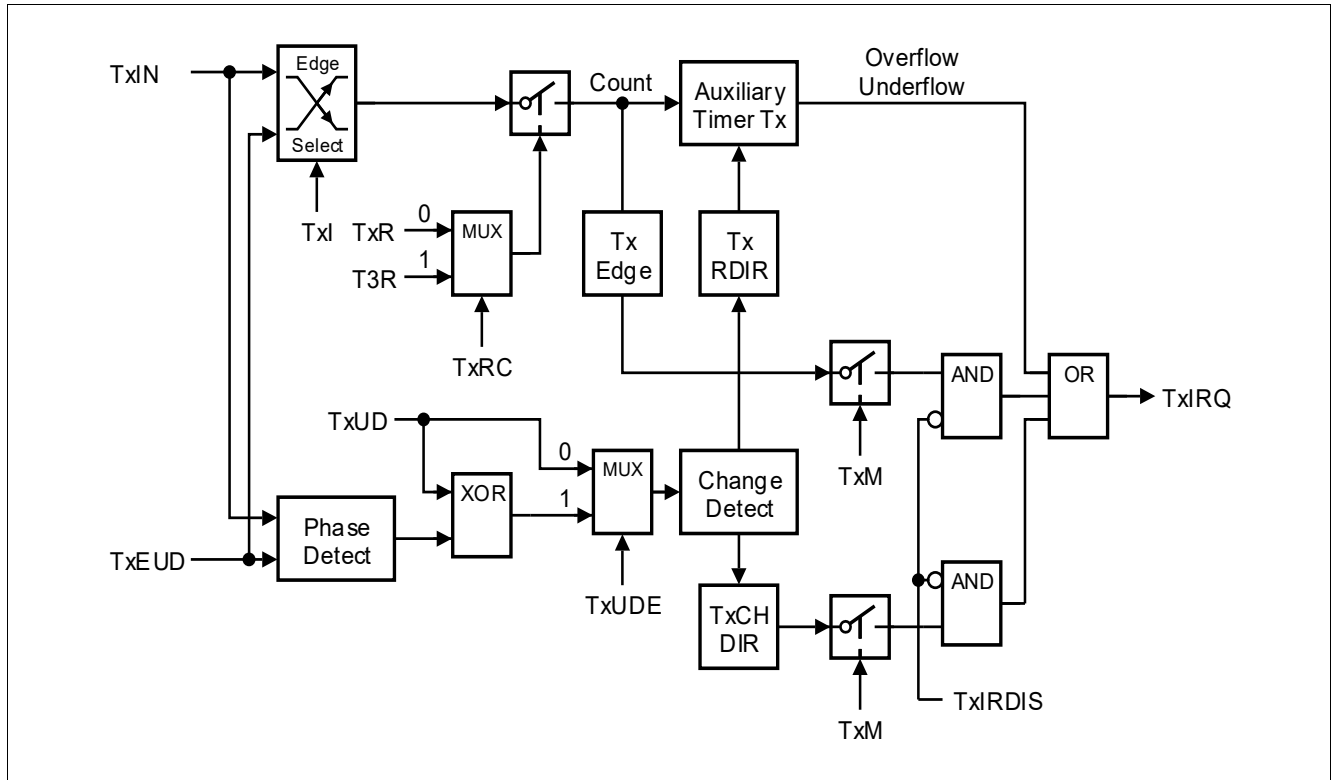 TxIN
Edge
Select
TxI
Count
Auxiliary
Timer Tx
Overflow
Underflow
TxR
0
T3R
1
MUX
TxRC
Tx
Edge
Tx
RDIR
TxM
AND
OR
TxIRQ
TxUD
0
1
XOR
MUX
TxUDE
Change
Detect
TxEUD
Phase
Detect
TxCH
DIR
TxM
AND
TxIRDIS